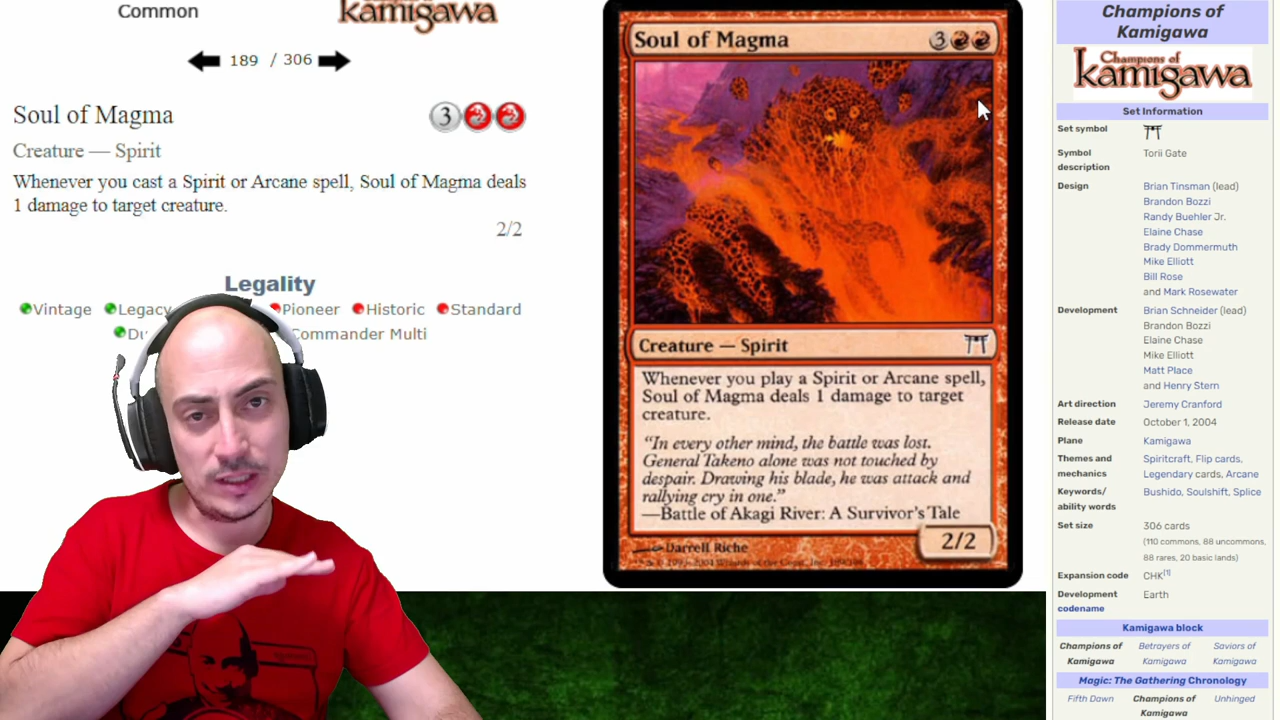 Common
kamigawa
189 / 306
Soul of Magma
3
Creature — Spirit
Whenever you cast a Spirit or Arcane spell, Soul of Magma deals
1 damage to target creature.
2/2
Legality
Vintage Legacy Pioneer Historic Standard
Commander Multi
Soul of Magma
3
Creature — Spirit
Whenever you play a Spirit or Arcane spell,
Soul of Magma deals 1 damage to target
creature.
“In every other mind, the battle was lost.
General Takeno alone was not touched by
despair. Drawing his blade, he was attack and
rallying cry in one.”
—Battle of Akagi River: A Survivor's Tale
Darrell Riche
2/2
Champions of
Kamigawa
Champions of
kamigawa
Set Information
Set symbol
Symbol description Torii Gate
Design Brian Tinsman (lead)
Brandon Bozzi
Randy Buehler Jr.
Elaine Chase
Brady Dommermuth
Mike Elliott
Bill Rose
and Mark Rosewater
Development Brian Schneider (lead)
Brandon Bozzi
Elaine Chase
Mike Elliott
Matt Place
and Henry Stern
Art direction Jeremy Cranford
Release date October 1, 2004
Plane Kamigawa
Themes and mechanics Spiritcraft, Flip cards,
Legendary cards, Arcane
Keywords/ ability words Bushido, Soulshift, Splice
Set size 306 cards
(110 commons, 88 uncommons,
88 rares, 20 basic lands)
Expansion code CHK[1]
Development codename Earth
Kamigawa block
Champions of Kamigawa Betrayers of Kamigawa Saviors of Kamigawa
Magic: The Gathering Chronology
Fifth Dawn Champions of Kamigawa Unhinged